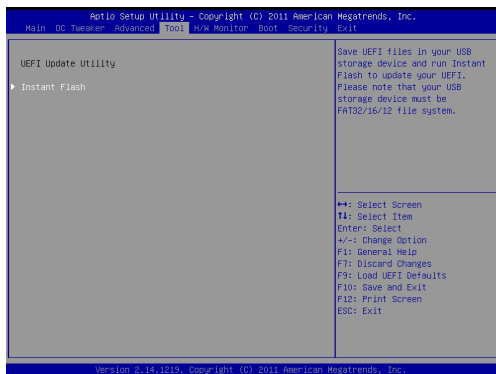 Aptio Setup Utility – Copyright (C) 2011 American Megatrends, Inc.
Main OC Tweaker Advanced Tool H/W Monitor Boot Security Exit
UEFI Update Utility
Instant Flash
Save UEFI files in your USB
storage device and run Instant
Flash to update your UEFI.
Please note that your USB
storage device must be
FAT32/16/12 file system.
↔: Select Screen
↑↓: Select Item
Enter: Select
+/-: Change Option
F1: General Help
F7: Discard Changes
F9: Load UEFI Defaults
F10: Save and Exit
F12: Print Screen
ESC: Exit
Version 2.14.1219. Copyright (C) 2011 American Megatrends, Inc.